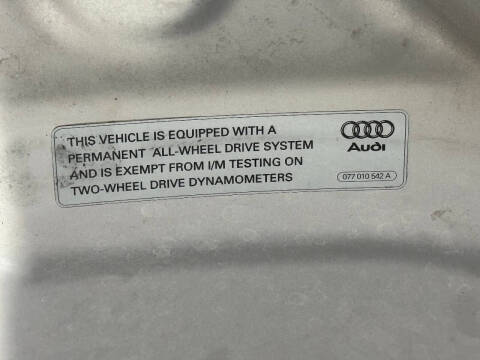 THIS VEHICLE IS EQUIPPED WITH A
PERMANENT ALL-WHEEL DRIVE SYSTEM
AND IS EXEMPT FROM I/M TESTING ON
TWO-WHEEL DRIVE DYNAMOMETERS
Audi
077 010 542 A